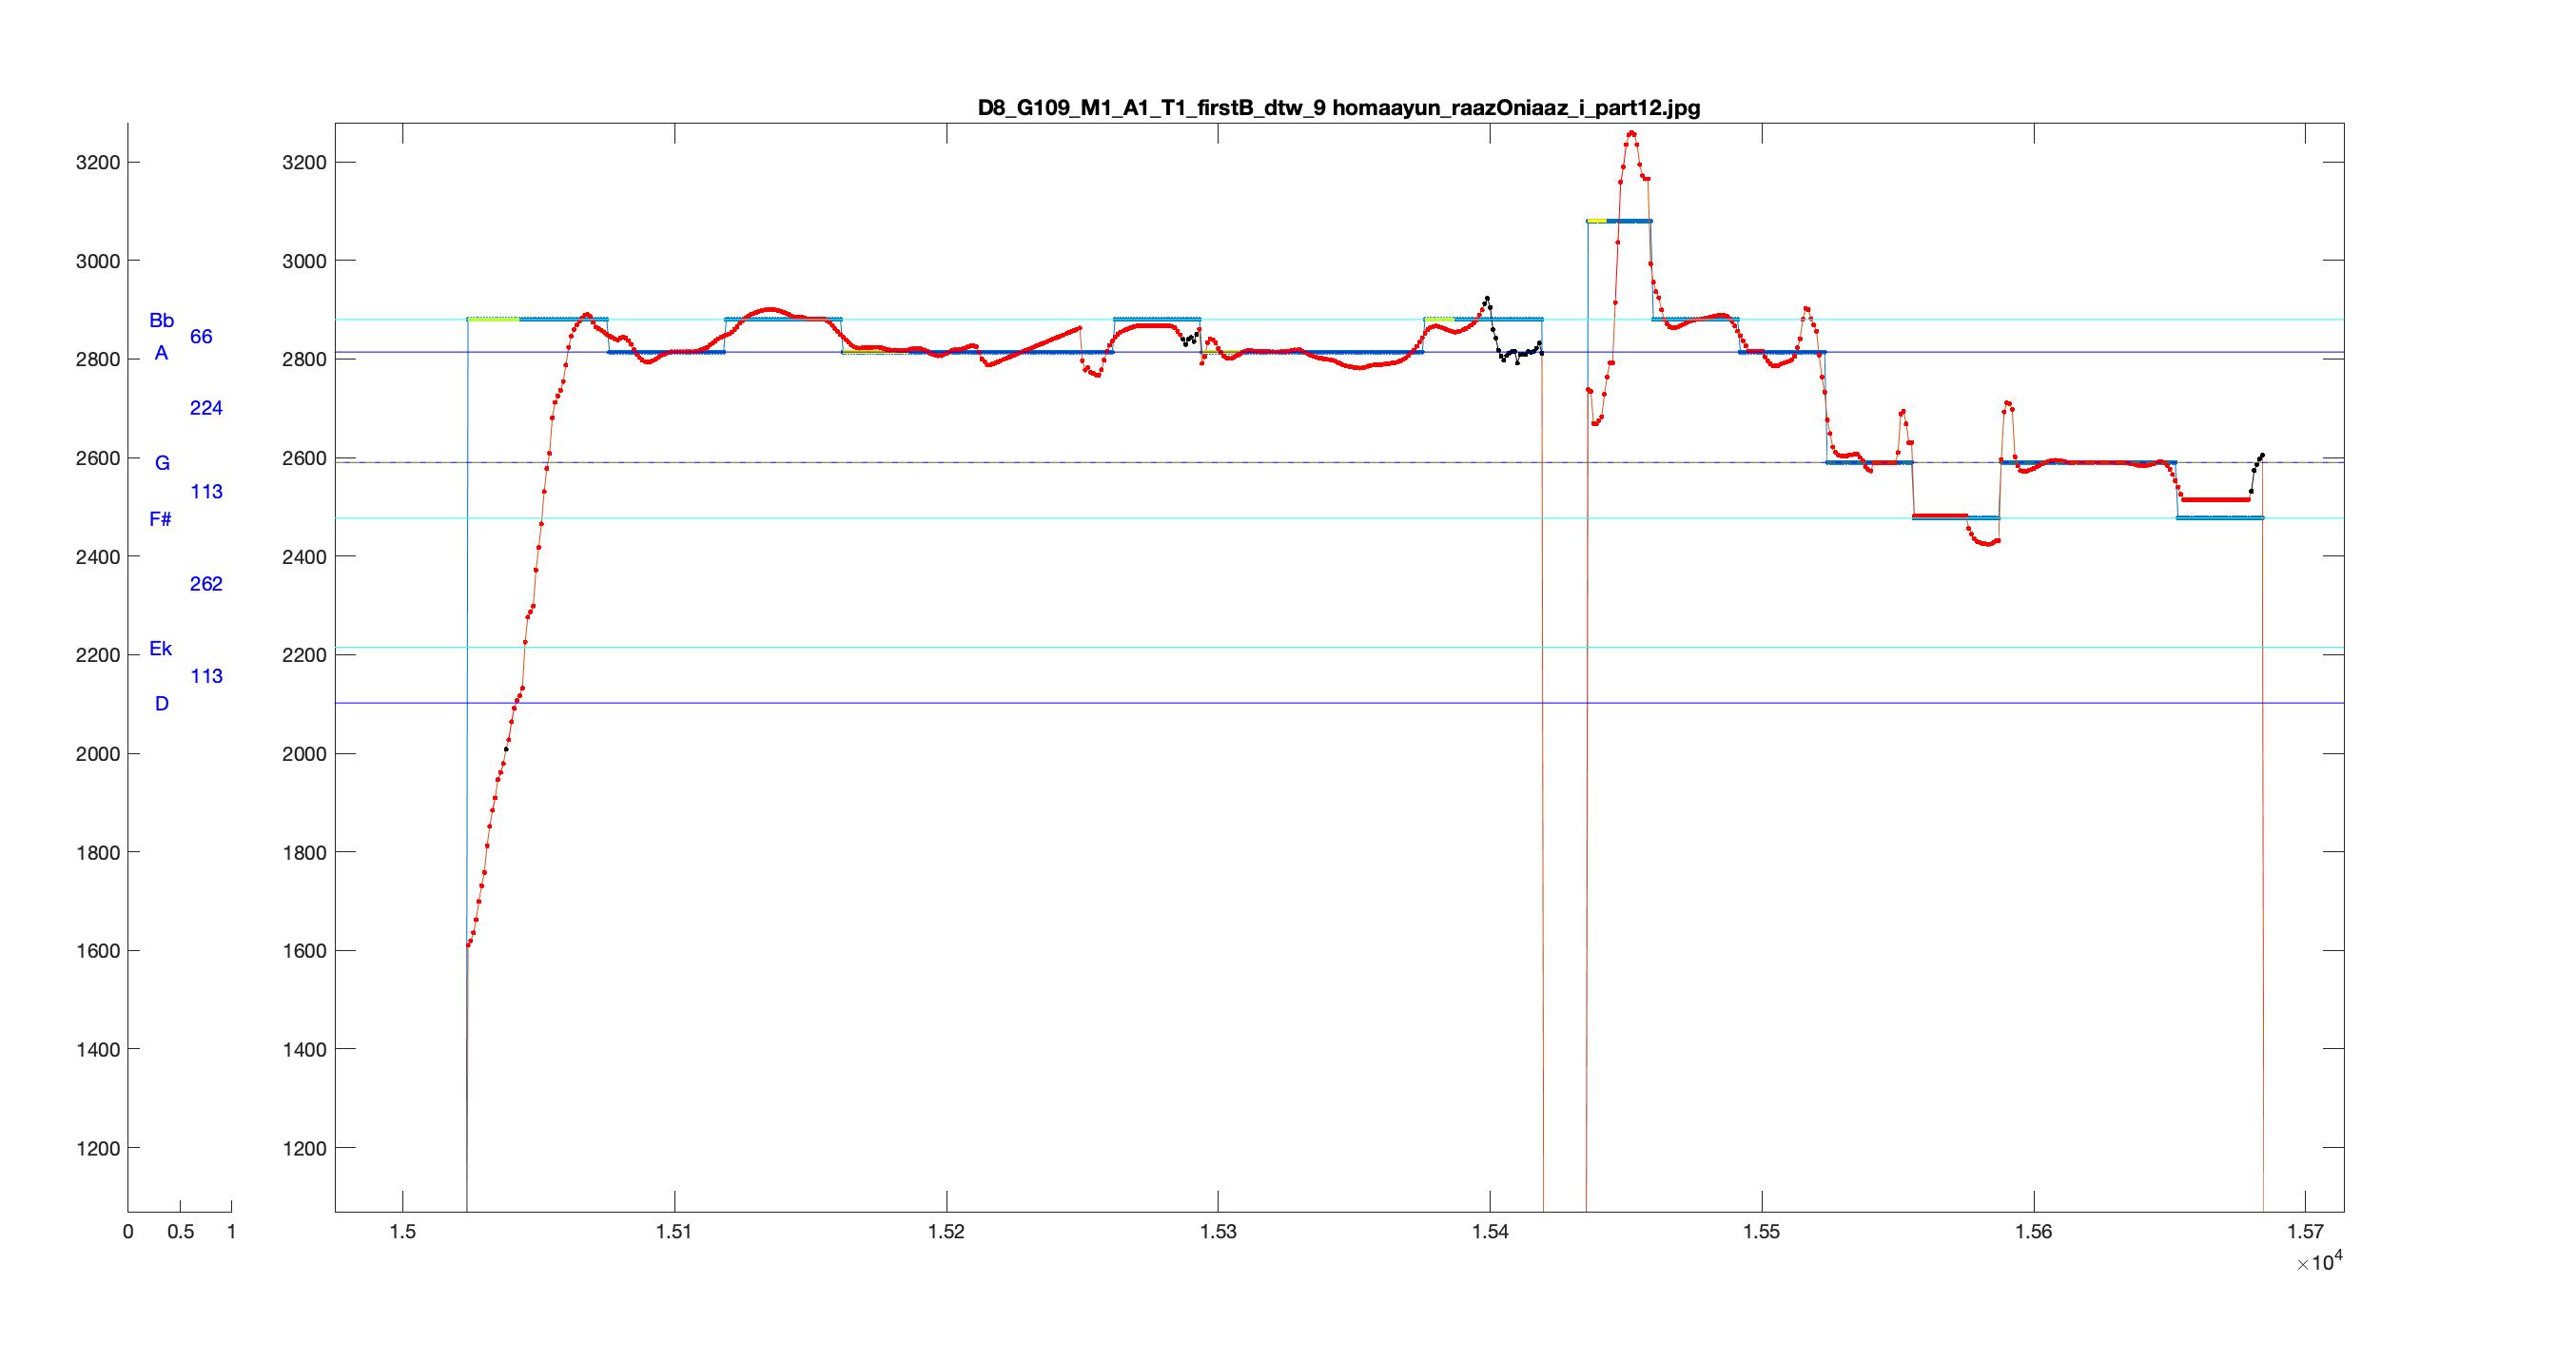 D8_G109_M1_A1_T1_firstB_dtw_9 homaayun_raazOniaaz_i_part12.jpg
3200 3200
3000 3000
Bb
66
A
2800 2800
224
2600 G 2600
113
F#
2400 2400
262
Ek
2200 2200
113
D
2000 2000
1800 1800
1600 1600
1400 1400
1200 1200
0 0.5 1 1.5 1.51 1.52 1.53 1.54 1.55 1.56 1.57
×10^4